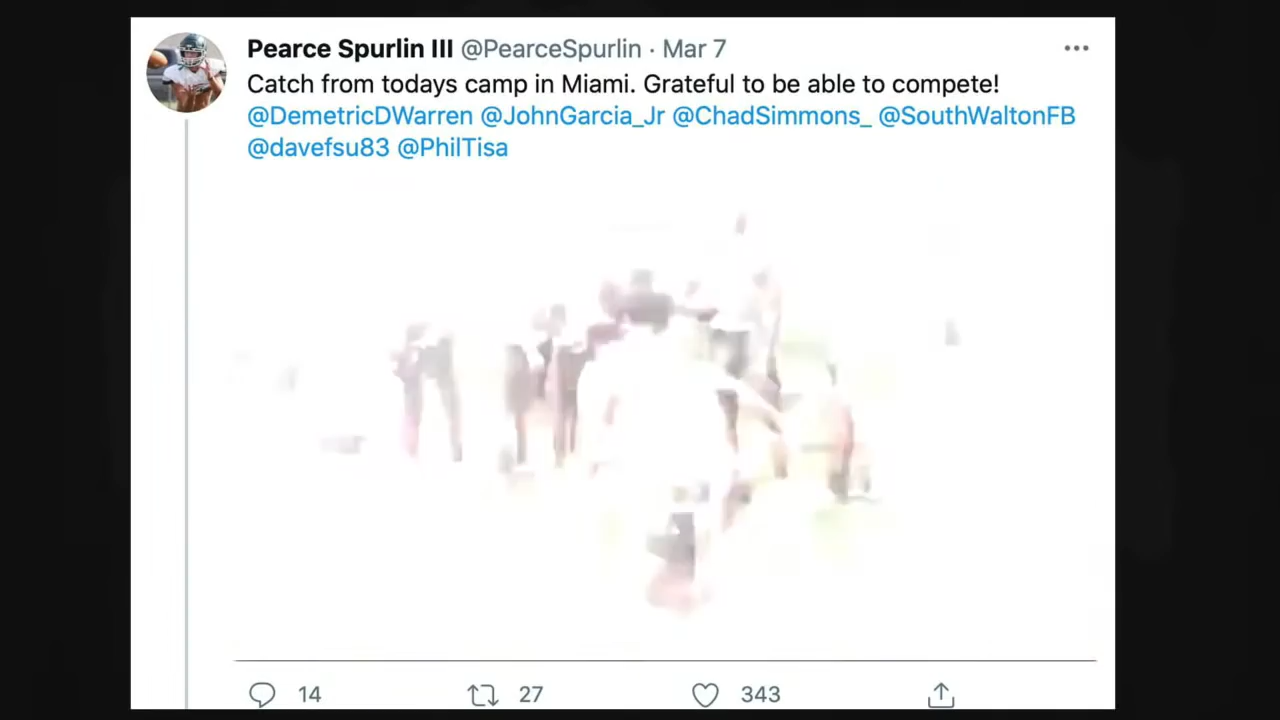 Pearce Spurlin III @PearceSpurlin · Mar 7
Catch from todays camp in Miami. Grateful to be able to compete!
@DemetricDWarren @JohnGarcia_Jr @ChadSimmons_ @SouthWaltonFB
@davefsu83 @PhilTisa
14 27 343